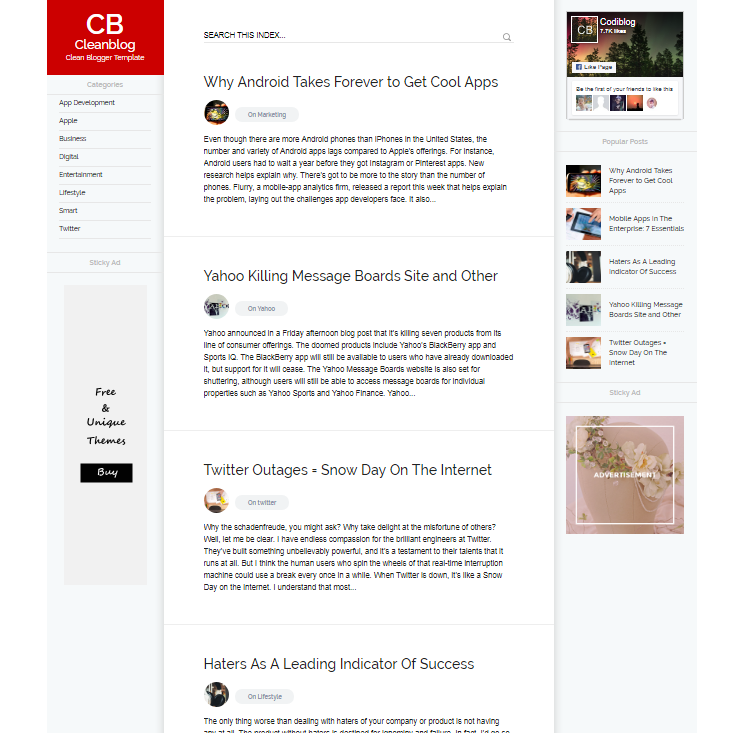 CB
Cleanblog
Clean Blogger Template
Categories
App Development
Apple
Business
Digital
Entertainment
Lifestyle
Smart
Twitter
Sticky Ad
Free
&
Unique
Themes
Buy
SEARCH THIS INDEX...
Why Android Takes Forever to Get Cool Apps
On Marketing
Even though there are more Android phones than iPhones in the United States, the
number and variety of Android apps lags compared to Apple's offerings. For instance,
Android users had to wait a year before they got Instagram or Pinterest apps. New
research helps explain why. There's got to be more to the story than the number of
phones. Flurry, a mobile-app analytics firm, released a report this week that helps explain
the problem, laying out the challenges app developers face. It also...
Yahoo Killing Message Boards Site and Other
On Yahoo
Yahoo announced in a Friday afternoon blog post that it's killing seven products from its
line of consumer offerings. The doomed products include Yahoo's BlackBerry app and
Sports IQ. The BlackBerry app will still be available to users who have already downloaded
it, but support for it will cease. The Yahoo Message Boards website is also set for
shuttering, although users will still be able to access message boards for individual
properties such as Yahoo Sports and Yahoo Finance. Yahoo...
Twitter Outages = Snow Day On The Internet
On twitter
Why the schadenfreude, you might ask? Why take delight at the misfortune of others?
Well, let me be clear. I have endless compassion for the brilliant engineers at Twitter.
They've built something unbelievably powerful, and it's a testament to their talents that it
runs at all. But I think the human users who spin the wheels of that real-time interruption
machine could use a break every once in a while. When Twitter is down, it's like a Snow
Day on the Internet. I understand that most...
Haters As A Leading Indicator Of Success
On Lifestyle
The only thing worse than dealing with haters of your company or product is not having
any at all. The product without haters is destined for ignominy and failure. In fact, I'd go so
CB
Codiblog
7.7K likes
Like Page
Be the first of your friends to like this
Popular Posts
Why Android Takes
Forever to Get Cool
Apps
Mobile Apps In The
Enterprise: 7 Essentials
Haters As A Leading
Indicator Of Success
Yahoo Killing Message
Boards Site and Other
Twitter Outages =
Snow Day On The
Internet
Sticky Ad
ADVERTISEMENT